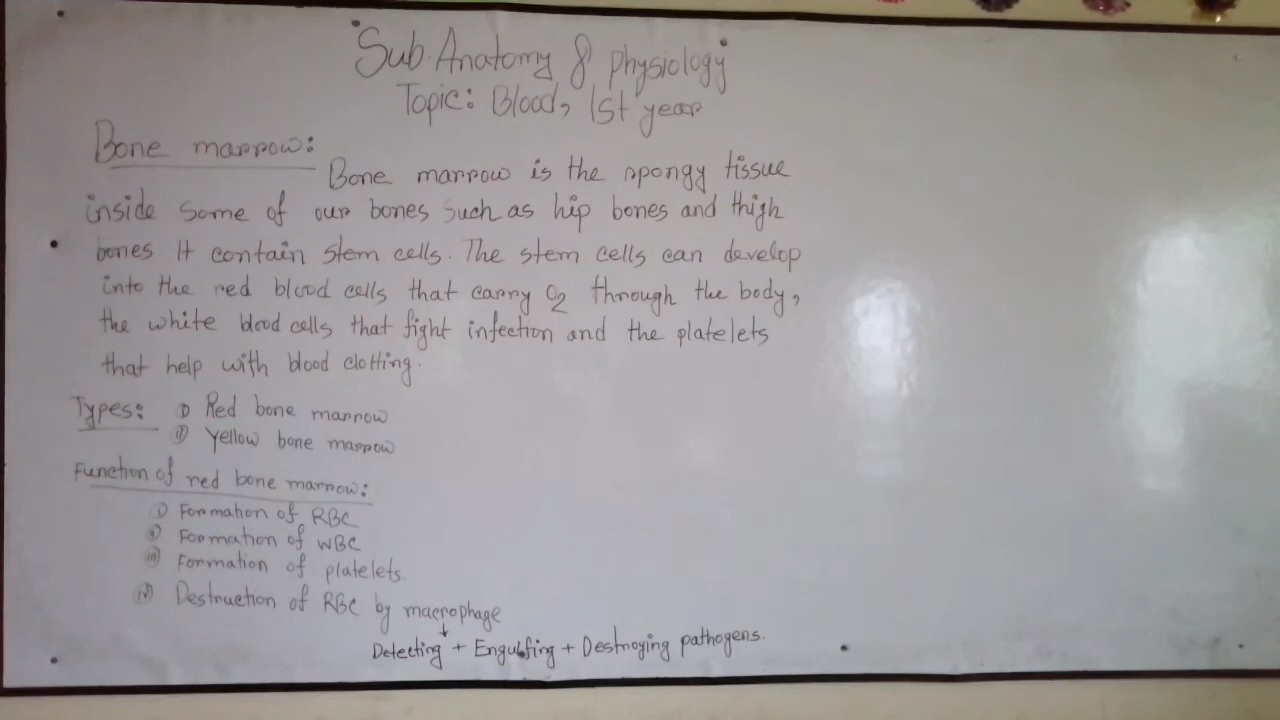 Sub. Anatomy & physiology
Topic: Blood, 1st year
Bone marrow:
Bone marrow is the spongy tissue
inside some of our bones such as hip bones and thigh
bones It contain stem cells. The stem cells can develop
into the red blood cells that carry O2 through the body,
the white blood cells that fight infection and the platelets
that help with blood clotting.
Types: i) Red bone marrow
ii) Yellow bone marrow
Function of red bone marrow:
i) Formation of RBC
ii) Formation of WBC
iii) Formation of platelets.
iv) Destruction of RBC by macrophage
↓
Detecting + Engulfing + Destroying pathogens.